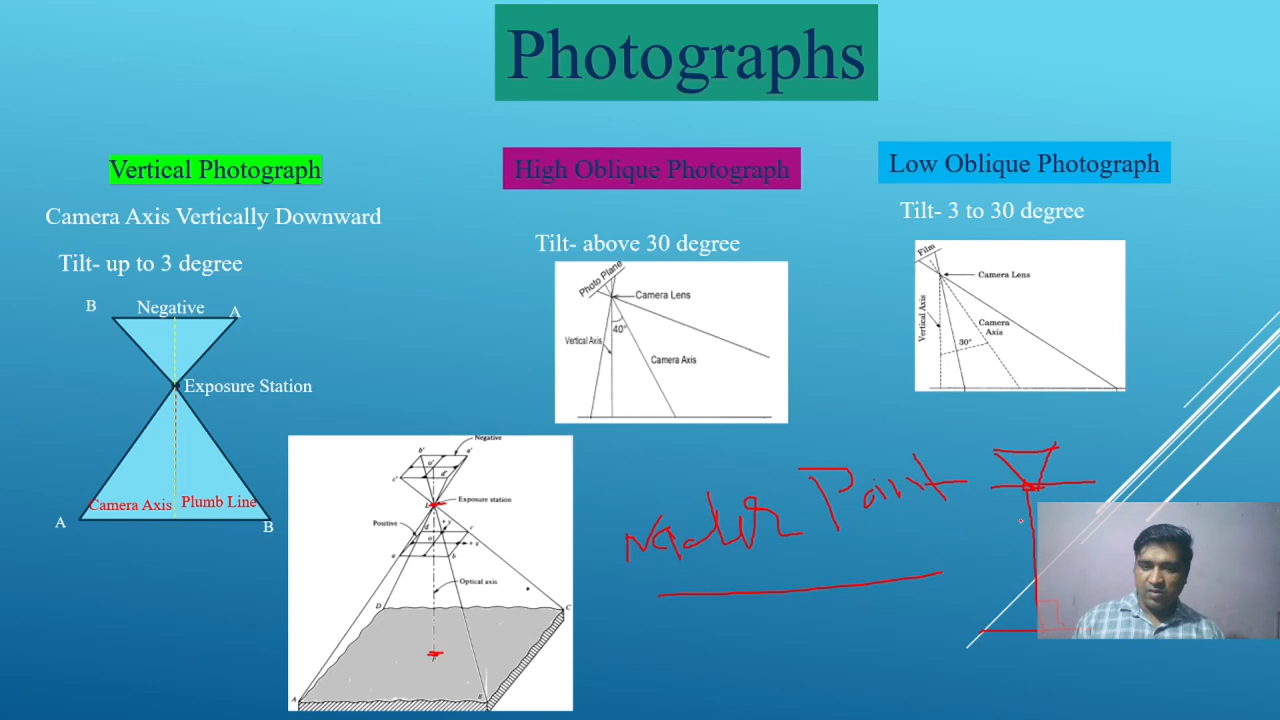 Photographs
Vertical Photograph
Camera Axis Vertically Downward
Tilt- up to 3 degree
B
Negative
A
Exposure Station
Camera Axis
Plumb Line
A
B
High Oblique Photograph
Tilt- above 30 degree
Photo Plane
Camera Lens
40°
Vertical Axis
Camera Axis
Low Oblique Photograph
Tilt- 3 to 30 degree
Film
Camera Lens
Vertical Axis
Camera
Axis
30°
Negative
b'
a'
o'
c'
d'
Exposure station
L
Positive
d
c
y
o
+ x
a
b
Optical axis
D
C
A
B
Nadir Point